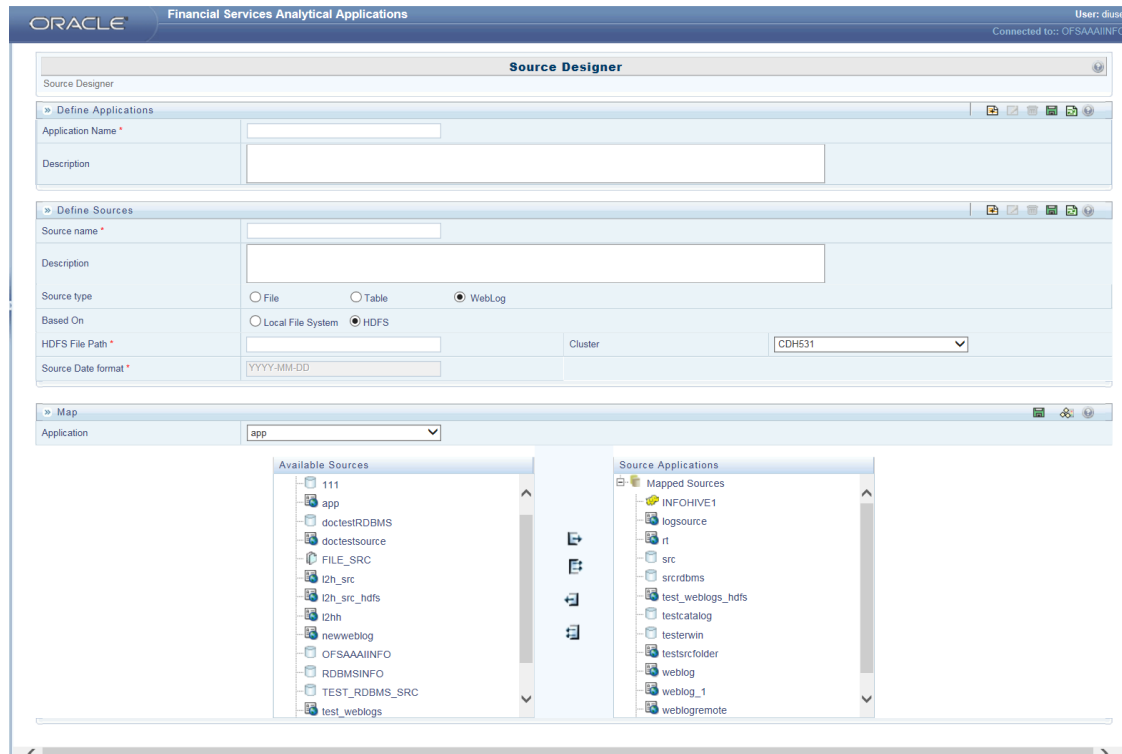 ORACLE
Financial Services Analytical Applications
User: diuse
Connected to:: OFSAAAIINFO
Source Designer
Source Designer
» Define Applications
Application Name *
Description
» Define Sources
Source name *
Description
Source type File Table WebLog
Based On Local File System HDFS
HDFS File Path * Cluster CDH531
Source Date format * YYYY-MM-DD
» Map
Application app
Available Sources
111
app
doctestRDBMS
doctestsource
FILE_SRC
l2h_src
l2h_src_hdfs
l2hh
newweblog
OFSAAAIINFO
RDBMSINFO
TEST_RDBMS_SRC
test_weblogs
Source Applications
Mapped Sources
INFOHIVE1
logsource
rt
src
srcrdbms
test_weblogs_hdfs
testcatalog
testerwin
testsrcfolder
weblog
weblog_1
weblogremote